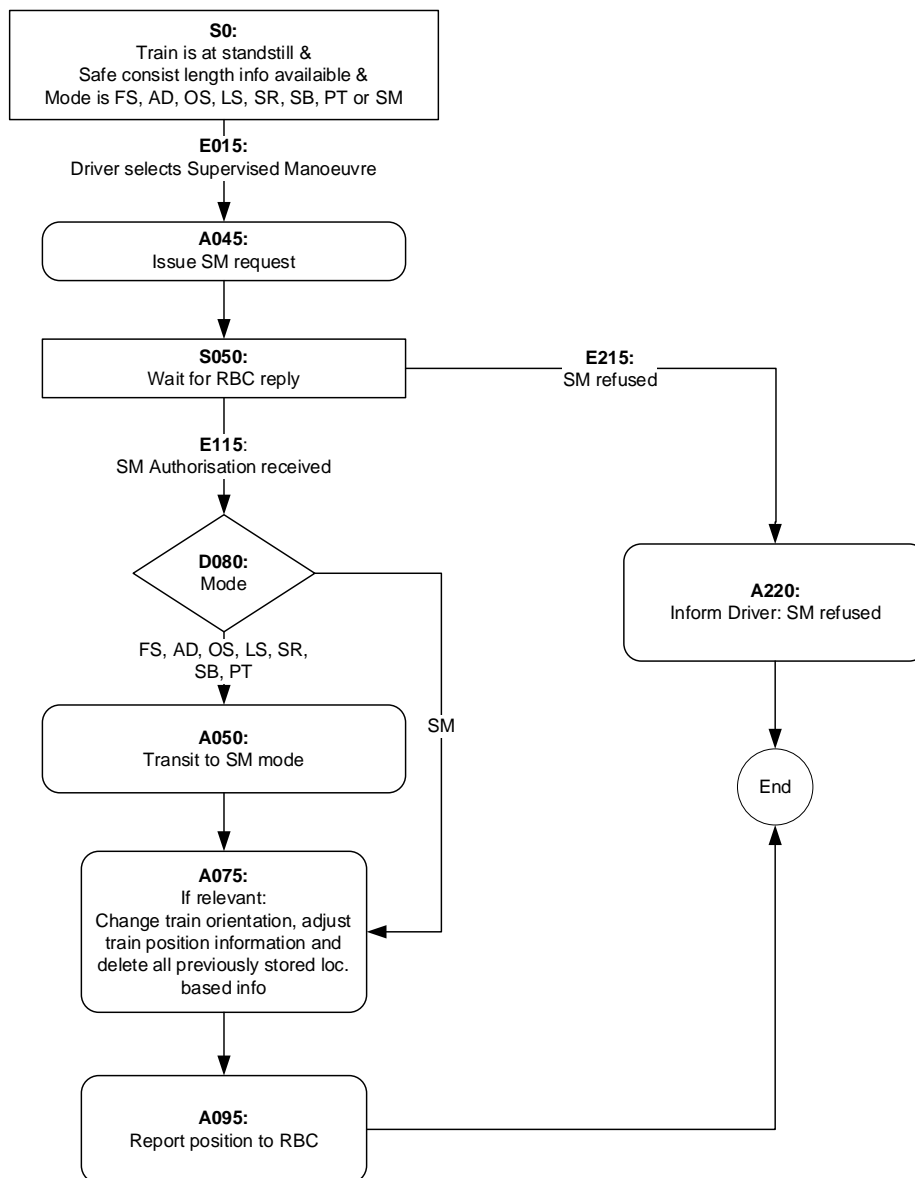 S0:
Train is at standstill &
Safe consist length info availaible &
Mode is FS, AD, OS, LS, SR, SB, PT or SM
E015:
Driver selects Supervised Manoeuvre
A045:
Issue SM request
S050:
Wait for RBC reply
E215:
SM refused
E115:
SM Authorisation received
D080:
Mode
FS, AD, OS, LS, SR,
SB, PT
SM
A220:
Inform Driver: SM refused
A050:
Transit to SM mode
End
A075:
If relevant:
Change train orientation, adjust
train position information and
delete all previously stored loc.
based info
A095:
Report position to RBC